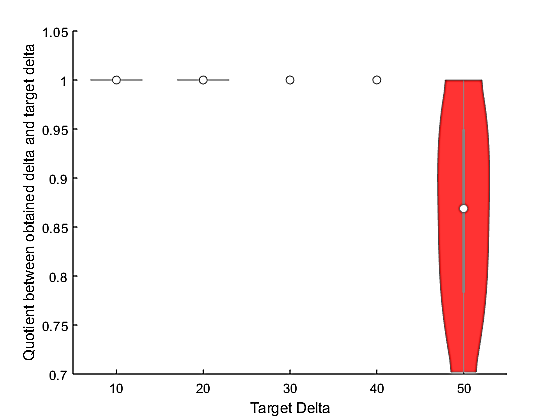 Quotient between obtained delta and target delta
1.05
1
0.95
0.9
0.85
0.8
0.75
0.7
10 20 30 40 50
Target Delta